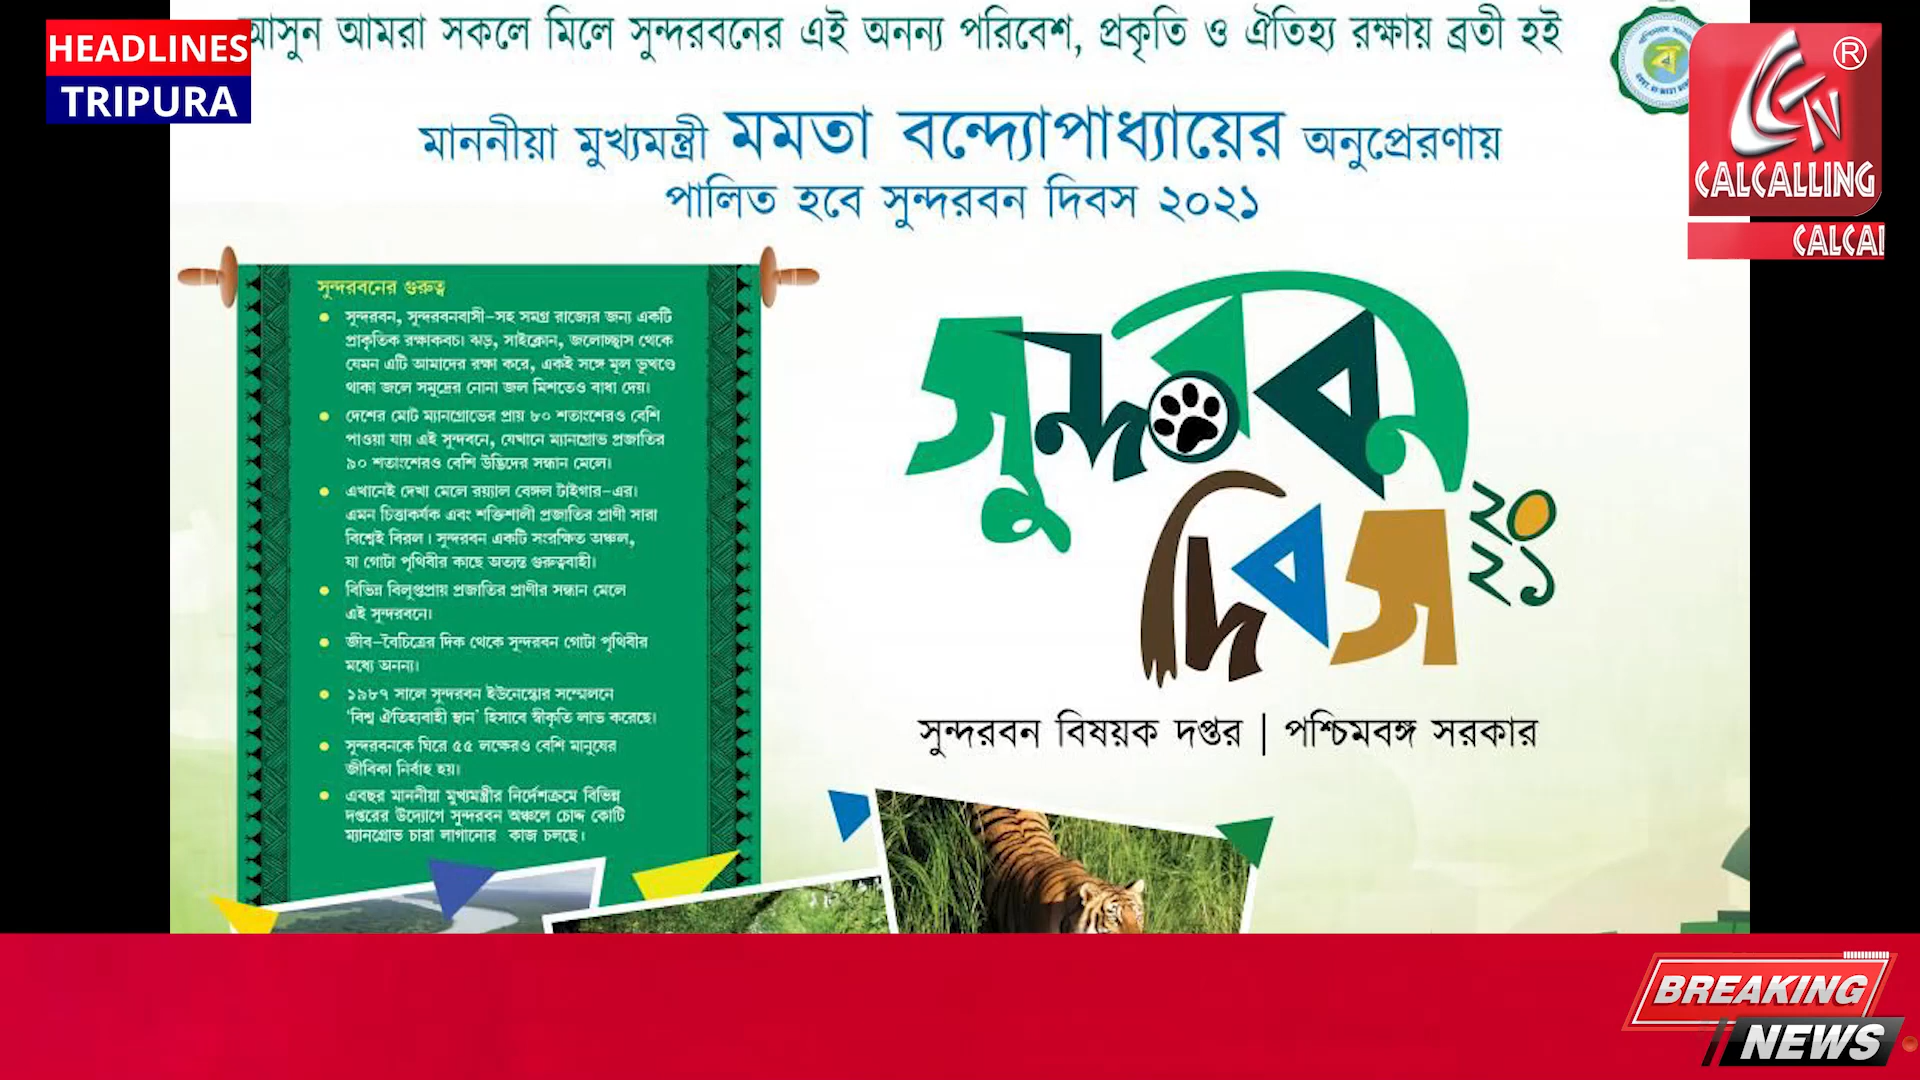 HEADLINES
TRIPURA
আসুন আমরা সকলে মিলে সুন্দরবনের এই অনন্য পরিবেশ, প্রকৃতি ও ঐতিহ্য রক্ষায় ব্রতী হই
মাননীয়া মুখ্যমন্ত্রী মমতা বন্দ্যোপাধ্যায়ের অনুপ্রেরণায়
পালিত হবে সুন্দরবন দিবস ২০২১
CTN
®
CALCALLING
CALCAL
সুন্দরবনের গুরুত্ব
সুন্দরবন, সুন্দরবনবাসী-সহ সমগ্র রাজ্যের জন্য একটি
প্রাকৃতিক রক্ষাকবচ। ঝড়, সাইক্লোন, জলোচ্ছ্বাস থেকে
যেমন এটি আমাদের রক্ষা করে, একই সঙ্গে মূল ভূখণ্ডে
থাকা জলে সমুদ্রের নোনা জল মিশতেও বাধা দেয়।
দেশের মোট ম্যানগ্রোভের প্রায় ৮০ শতাংশেরও বেশি
পাওয়া যায় এই সুন্দবনে, যেখানে ম্যানগ্রোভ প্রজাতির
৯০ শতাংশেরও বেশি উদ্ভিদের সন্ধান মেলে।
এখানেই দেখা মেলে রয়্যাল বেঙ্গল টাইগার-এর।
এমন চিত্তাকর্ষক এবং শক্তিশালী প্রজাতির প্রাণী সারা
বিশ্বেই বিরল। সুন্দরবন একটি সংরক্ষিত অঞ্চল,
যা গোটা পৃথিবীর কাছে অত্যন্ত গুরুত্ববাহী।
বিভিন্ন বিলুপ্তপ্রায় প্রজাতির প্রাণীর সন্ধান মেলে
এই সুন্দরবনে।
জীব-বৈচিত্রের দিক থেকে সুন্দরবন গোটা পৃথিবীর
মধ্যে অনন্য।
১৯৮৭ সালে সুন্দরবন ইউনেস্কোর সম্মেলনে
'বিশ্ব ঐতিহ্যবাহী স্থান' হিসাবে স্বীকৃতি লাভ করেছে।
সুন্দরবনকে ঘিরে ৫৫ লক্ষেরও বেশি মানুষের
জীবিকা নির্বাহ হয়।
এবছর মাননীয়া মুখ্যমন্ত্রীর নির্দেশক্রমে বিভিন্ন
দপ্তরের উদ্যোগে সুন্দরবন অঞ্চলে চোদ্দ কোটি
ম্যানগ্রোভ চারা লাগানোর কাজ চলছে।
সুন্দরবন
দিবস
২০
২১
সুন্দরবন বিষয়ক দপ্তর | পশ্চিমবঙ্গ সরকার
BREAKING
NEWS